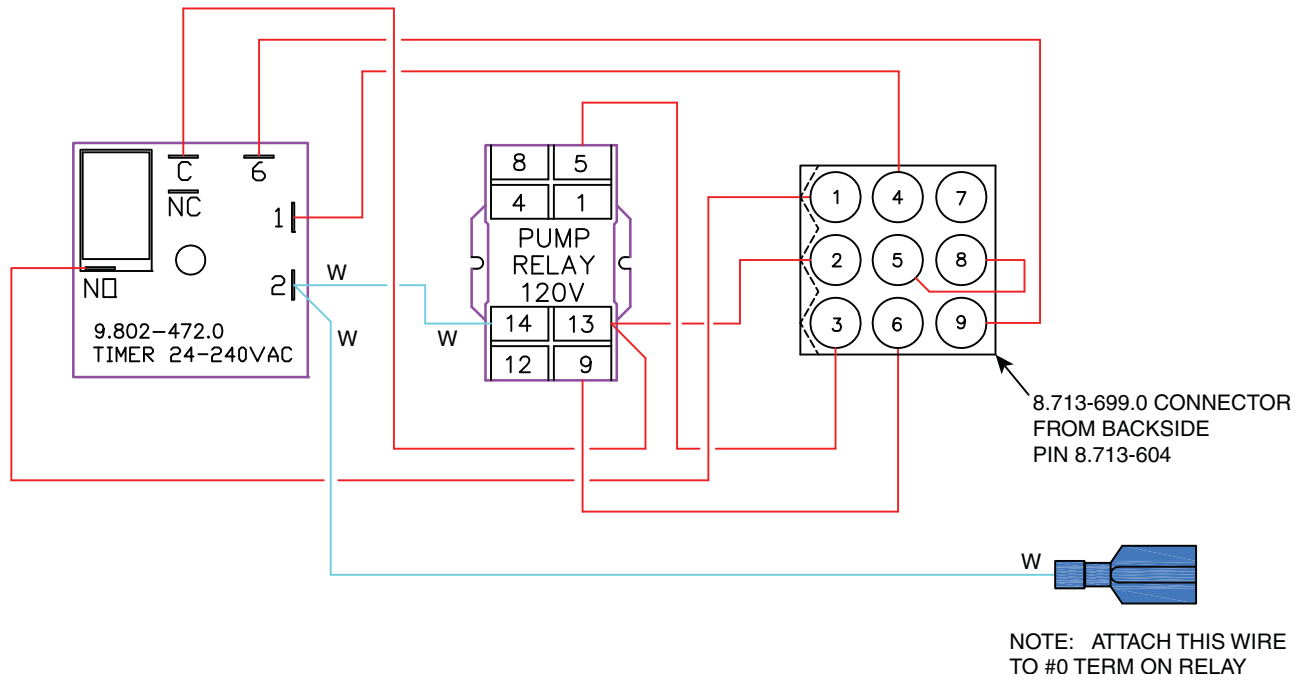 C
6
NC
1
NO
2
W
W
W
9.802-472.0
TIMER 24-240VAC
8 5
4 1
PUMP
RELAY
120V
14 13
12 9
1 4 7
2 5 8
3 6 9
8.713-699.0 CONNECTOR
FROM BACKSIDE
PIN 8.713-604
W
NOTE: ATTACH THIS WIRE
TO #0 TERM ON RELAY